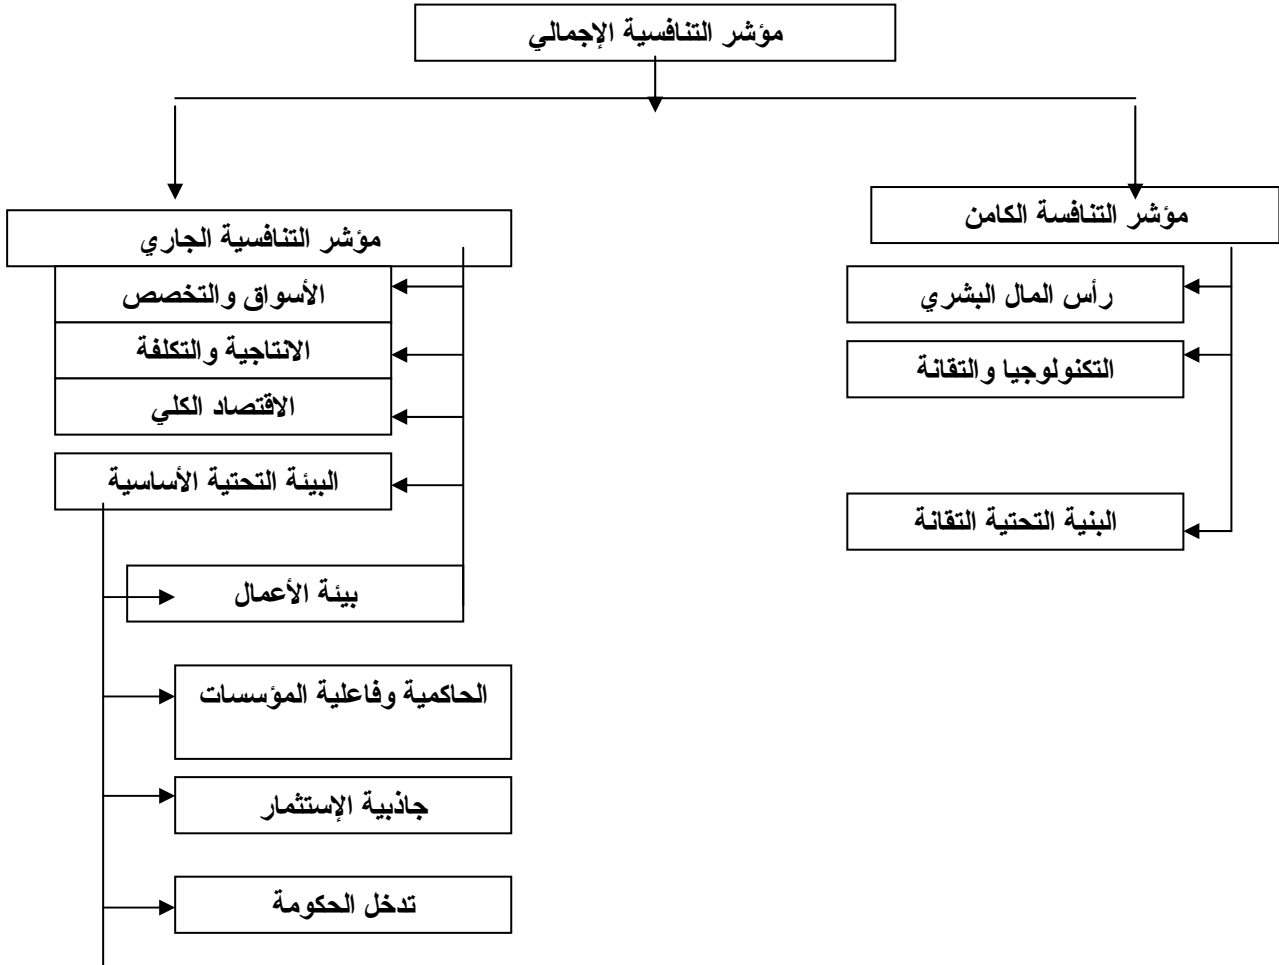 مؤشر التنافسية الإجمالي
مؤشر التنافسة الكامن
رأس المال البشري
التكنولوجيا والتقانة
البنية التحتية التقانة
مؤشر التنافسية الجاري
الأسواق والتخصص
الانتاجية والتكلفة
الاقتصاد الكلي
البيئة التحتية الأساسية
بيئة الأعمال
الحاكمية وفاعلية المؤسسات
جاذبية الإستثمار
تدخل الحكومة